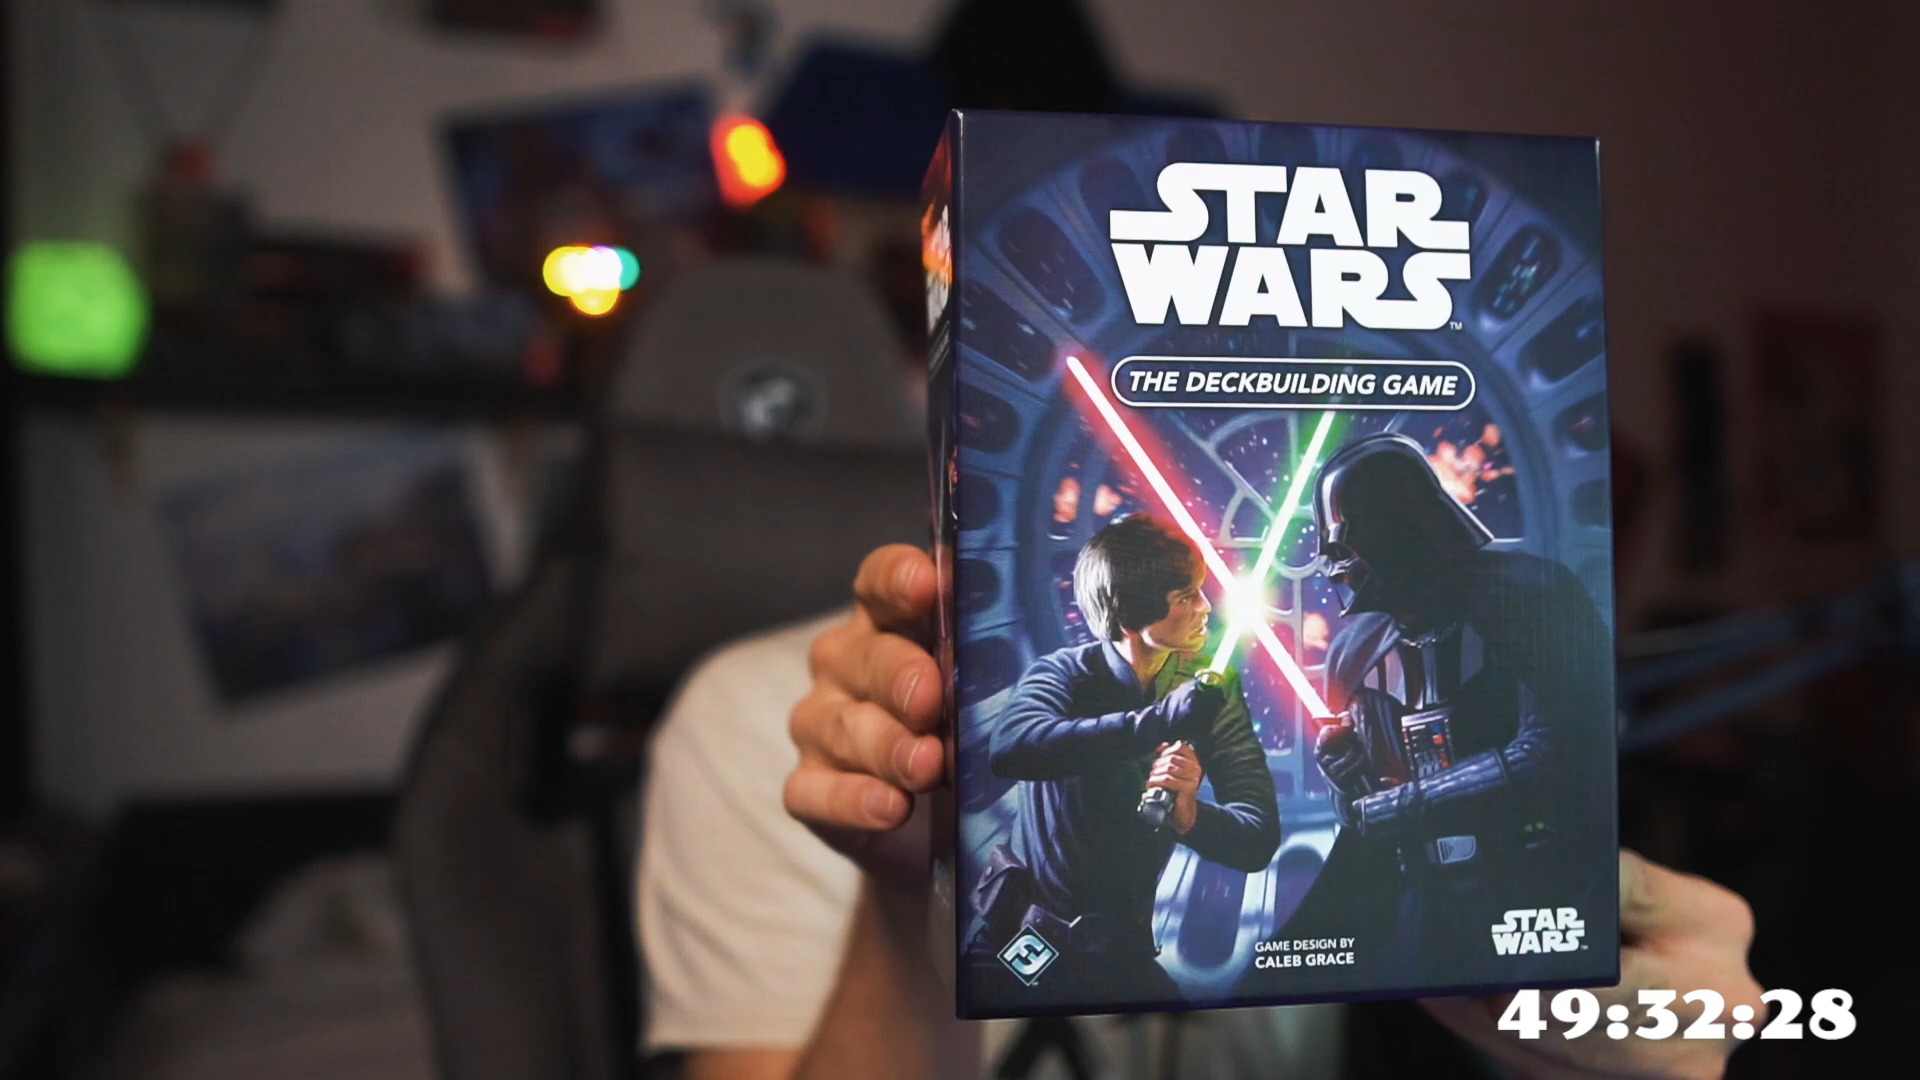 STAR
WARS
THE DECKBUILDING GAME
GAME DESIGN BY
CALEB GRACE
STAR
WARS
49:32:28